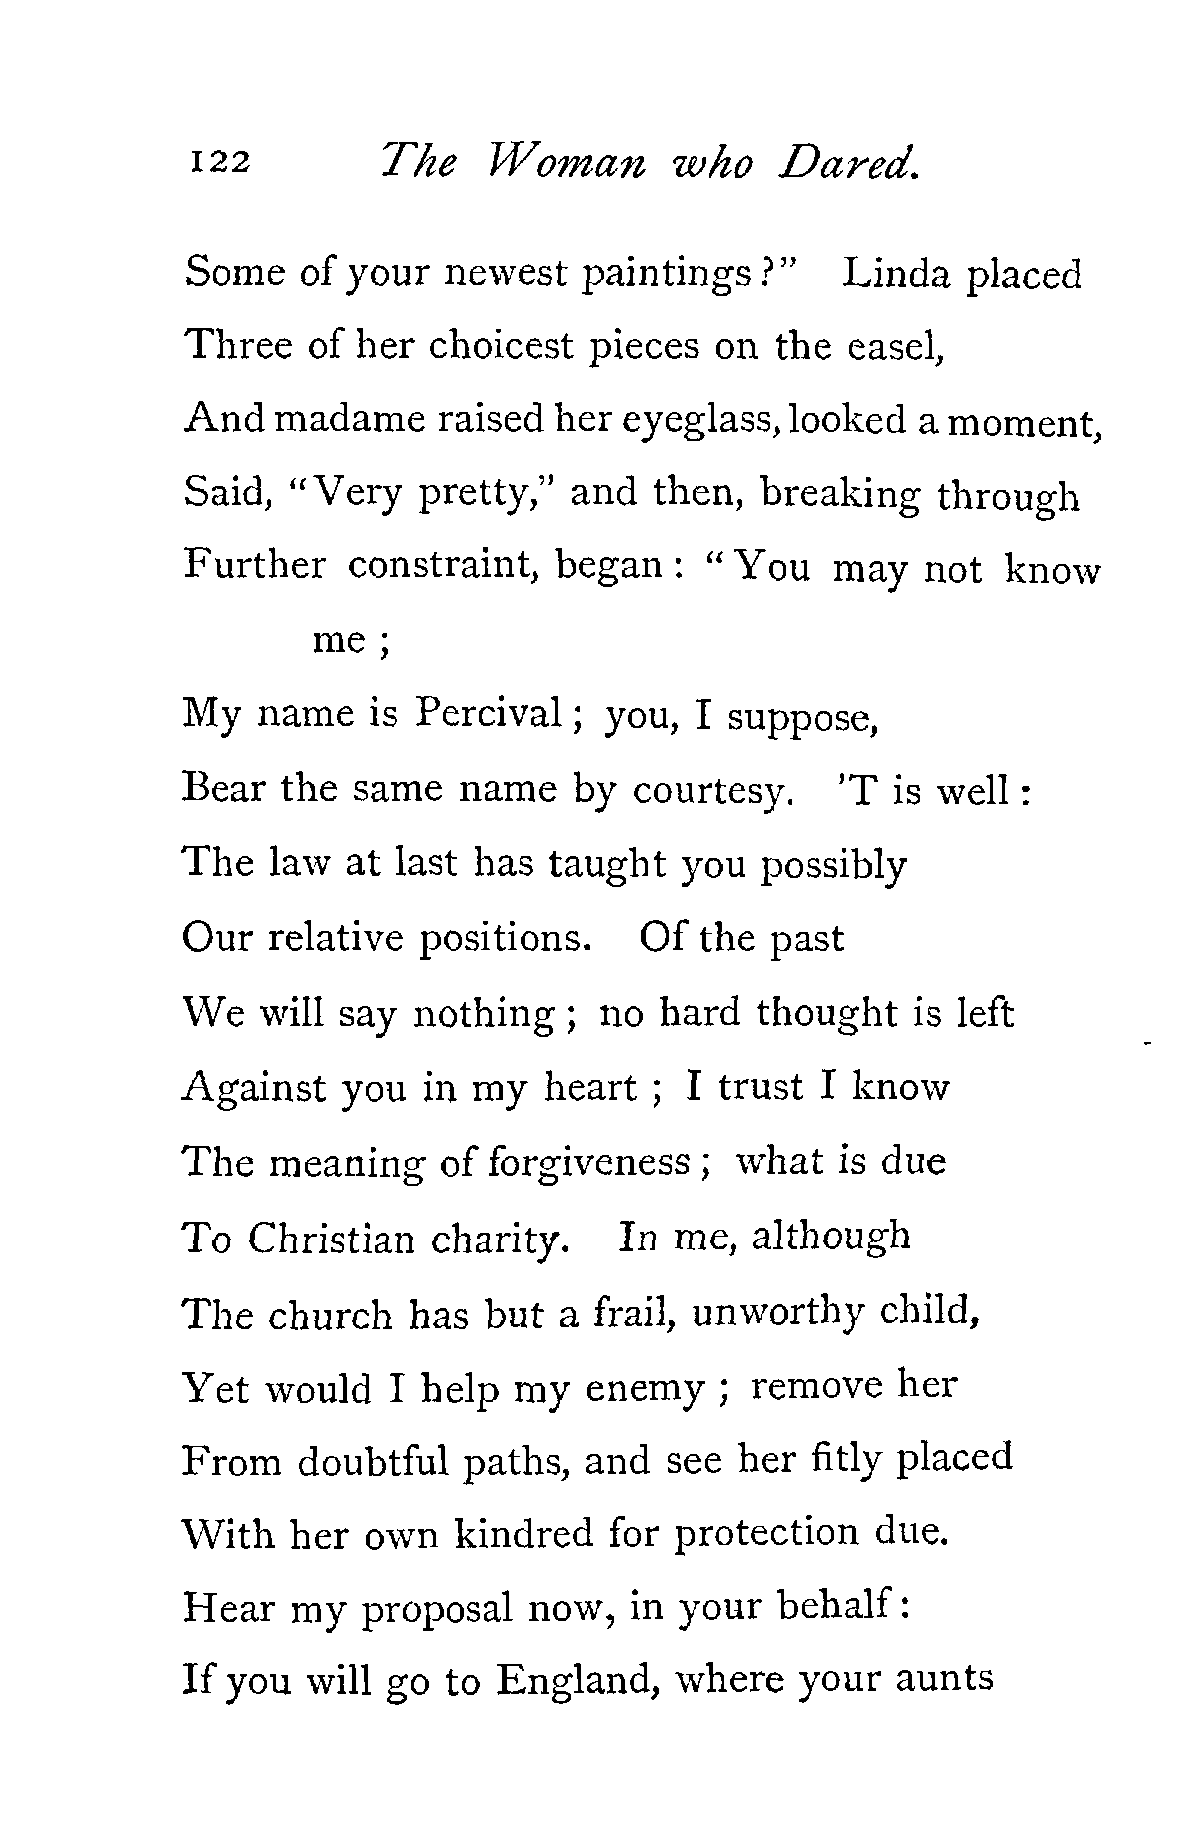 122 The Woman who Dared.
Some of your newest paintings?" Linda placed
Three of her choicest pieces on the easel,
And madame raised her eyeglass, looked a moment,
Said, "Very pretty," and then, breaking through
Further constraint, began: "You may not know
me;
My name is Percival; you, I suppose,
Bear the same name by courtesy. 'T is well:
The law at last has taught you possibly
Our relative positions. Of the past
We will say nothing; no hard thought is left
Against you in my heart; I trust I know
The meaning of forgiveness; what is due
To Christian charity. In me, although
The church has but a frail, unworthy child,
Yet would I help my enemy; remove her
From doubtful paths, and see her fitly placed
With her own kindred for protection due.
Hear my proposal now, in your behalf:
If you will go to England, where your aunts